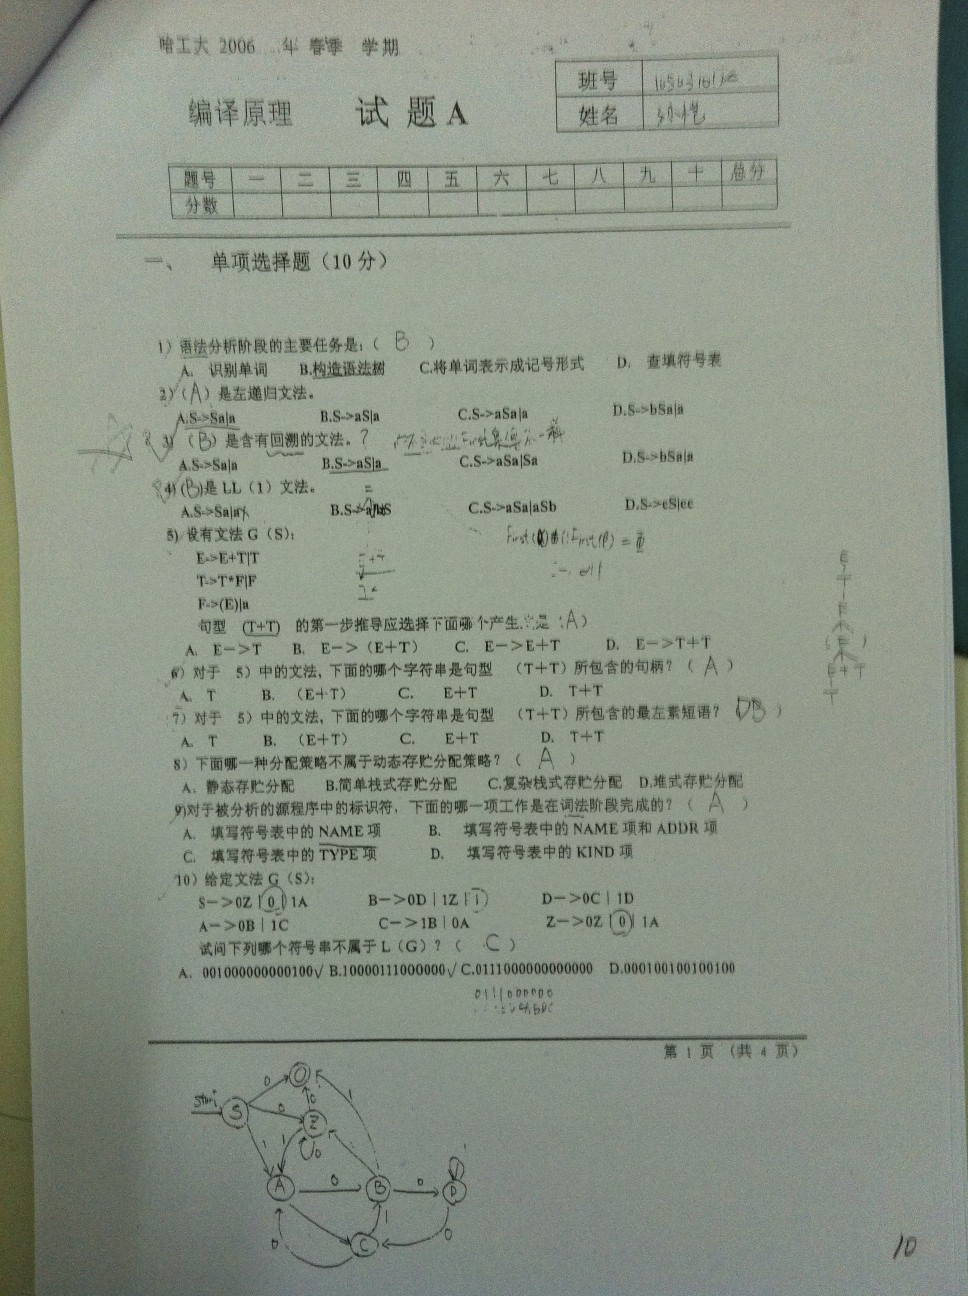 哈工大 2006 年 春季 学期
班号
编译原理 试 题 A
姓名
题号 一 二 三 四 五 六 七 八 九 十 总分
分数
一、 单项选择题（10 分）
1）语法分析阶段的主要任务是：（ B ）
A. 识别单词 B.构造语法树 C.将单词表示成记号形式 D. 查填符号表
2）（A）是左递归文法。
A.S->Sa|a B.S->aS|a C.S->aSa|a D.S->bSa|a
3）（B）是含有回溯的文法。？
A.S->Sa|a B.S->aS|a C.S->aSa|Sa D.S->bSa|a
4)(B)是 LL（1）文法。
A.S->Sa|a B.S-> C.S->aSa|aSb D.S->eS|ee
5）设有文法 G（S）：
E->E+T|T
T->T*F|F
F->(E)|a
句型 (T+T) 的第一步推导应选择下面哪个产生 A）
A. E－>T B. E－>（E+T） C. E－>E+T D. E－>T+T
6）对于 5）中的文法，下面的哪个字符串是句型 （T+T）所包含的句柄？（ A ）
A. T B. （E+T） C. E+T D. T+T
7）对于 5）中的文法，下面的哪个字符串是句型 （T+T）所包含的最左素短语？ DB ）
A. T B. （E+T） C. E+T D. T+T
8）下面哪一种分配策略不属于动态存贮分配策略？（ A ）
A. 静态存贮分配 B.简单栈式存贮分配 C.复杂栈式存贮分配 D.堆式存贮分配
9)对于被分析的源程序中的标识符，下面的哪一项工作是在词法阶段完成的？（ A ）
A. 填写符号表中的 NAME 项 B. 填写符号表中的 NAME 项和 ADDR 项
C. 填写符号表中的 TYPE 项 D. 填写符号表中的 KIND 项
10）给定文法 G（S）：
S－>0Z | 0 | 1A B－>0D | 1Z | 1 D－>0C | 1D
A－>0B | 1C C－>1B | 0A Z－>0Z | 0 | 1A
试问下列哪个符号串不属于 L（G）？（ C ）
A. 001000000000100√ B.10000111000000√ C.0111000000000000 D.000100100100100
0111000000
第 1 页 （共 4 页）
0 O 1
S 0 0
1 1 Z
0
A 0 B 0 D
1
0 C 0
10